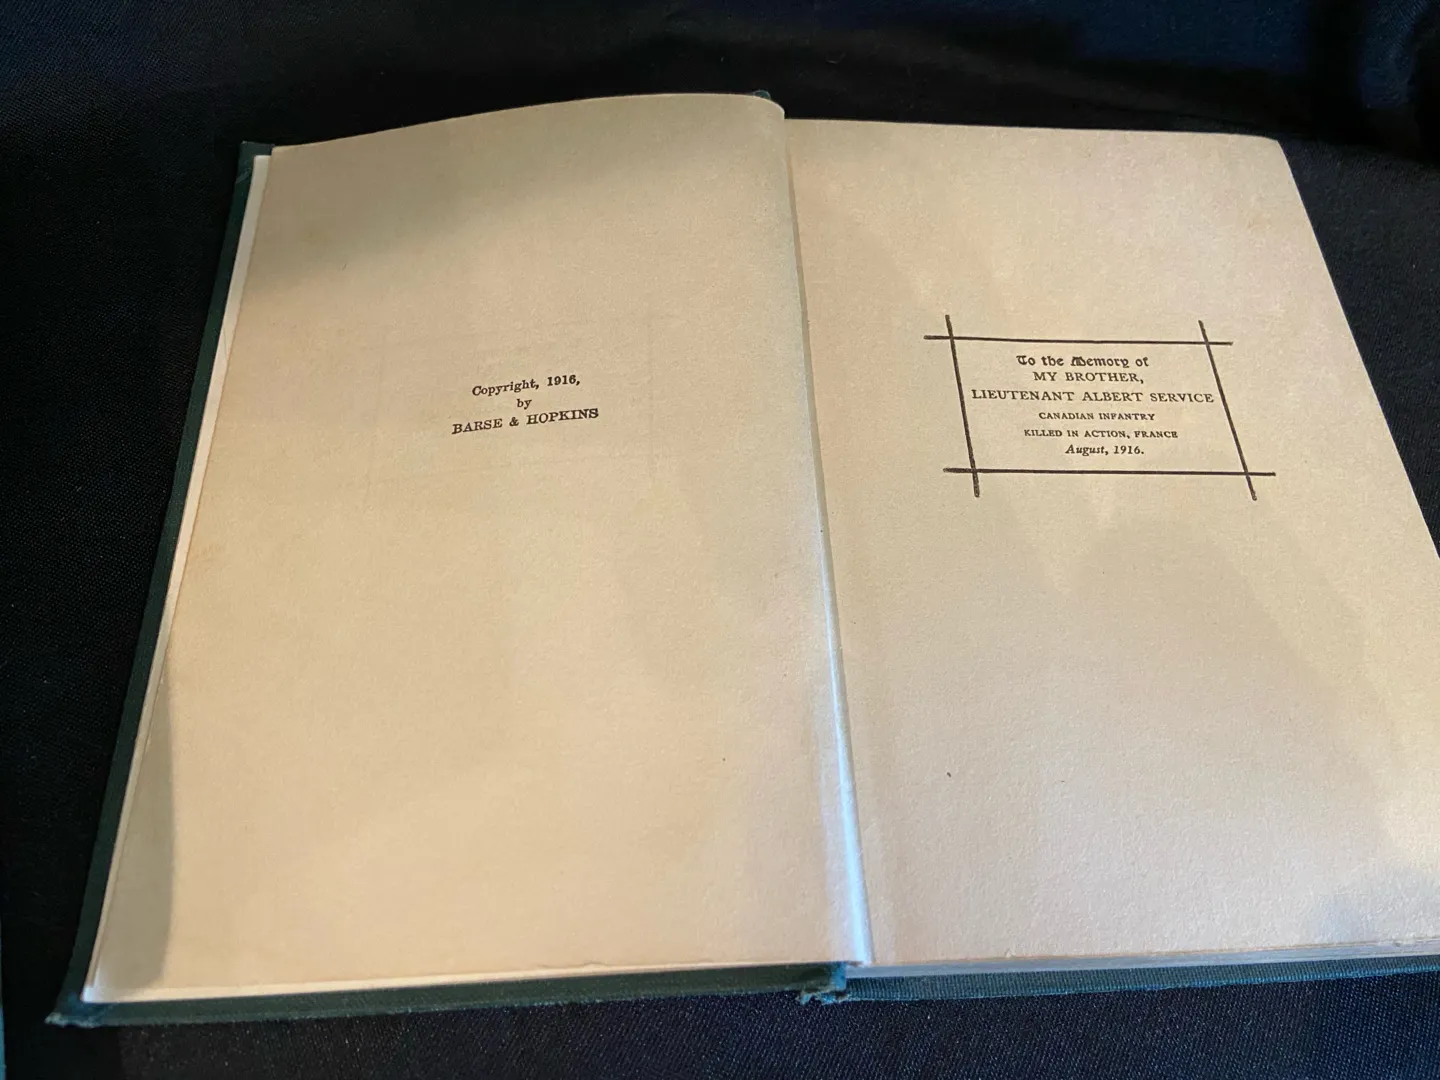 Copyright, 1916,
by
BARSE & HOPKINS
To the Memory of
MY BROTHER,
LIEUTENANT ALBERT SERVICE
CANADIAN INFANTRY
KILLED IN ACTION, FRANCE
August, 1916.